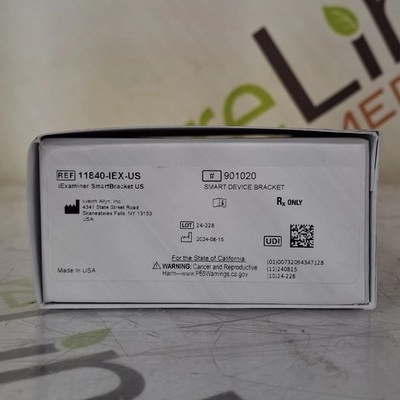 REF 11840-IEX-US
iExaminer SmartBracket US
# 901020
SMART DEVICE BRACKET
Welch Allyn, Inc.
4341 State Street Road
Skaneateles Falls, NY 13153
USA
Rx ONLY
LOT 24-228
2024-08-15
UDI
For the State of California
WARNING: Cancer and Reproductive
Harm—www.P65Warnings.ca.gov
Made in USA
(01)00732094347128
(11)240815
(10)24-228